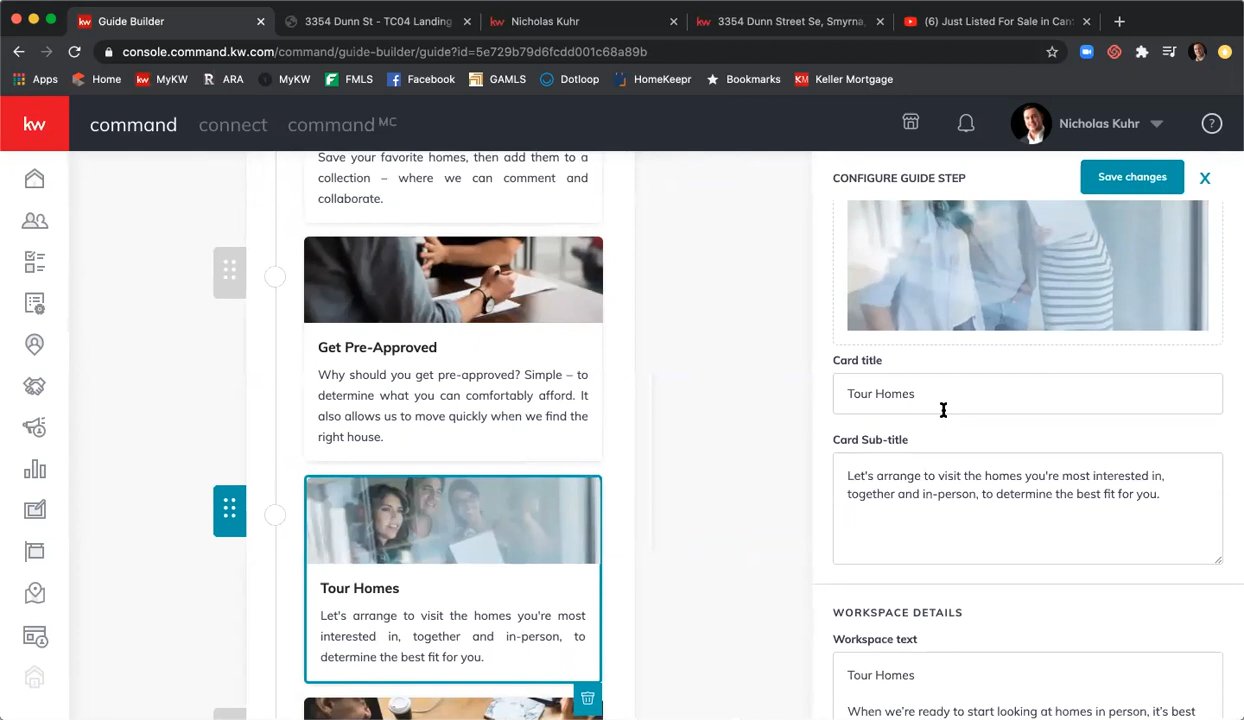 kw Guide Builder
3354 Dunn St - TC04 Landing
kw Nicholas Kuhr
kw 3354 Dunn Street Se, Smyrna,
(6) Just Listed For Sale in Can
console.command.kw.com/command/guide-builder/guide?id=5e729b79d6fcdd001c68a89b
Apps
Home
kw MyKW
R ARA
MyKW
F FMLS
f Facebook
GAMLS
Dotloop
HomeKeepr
Bookmarks
KM Keller Mortgage
kw
command
connect
command MC
Nicholas Kuhr
?
Save your favorite homes, then add them to a
collection – where we can comment and
collaborate.
Get Pre-Approved
Why should you get pre-approved? Simple – to
determine what you can comfortably afford. It
also allows us to move quickly when we find the
right house.
Tour Homes
Let's arrange to visit the homes you're most
interested in, together and in-person, to
determine the best fit for you.
CONFIGURE GUIDE STEP
Save changes
X
Card title
Tour Homes
Card Sub-title
Let's arrange to visit the homes you're most interested in,
together and in-person, to determine the best fit for you.
WORKSPACE DETAILS
Workspace text
Tour Homes
When we're ready to start looking at homes in person, it's best